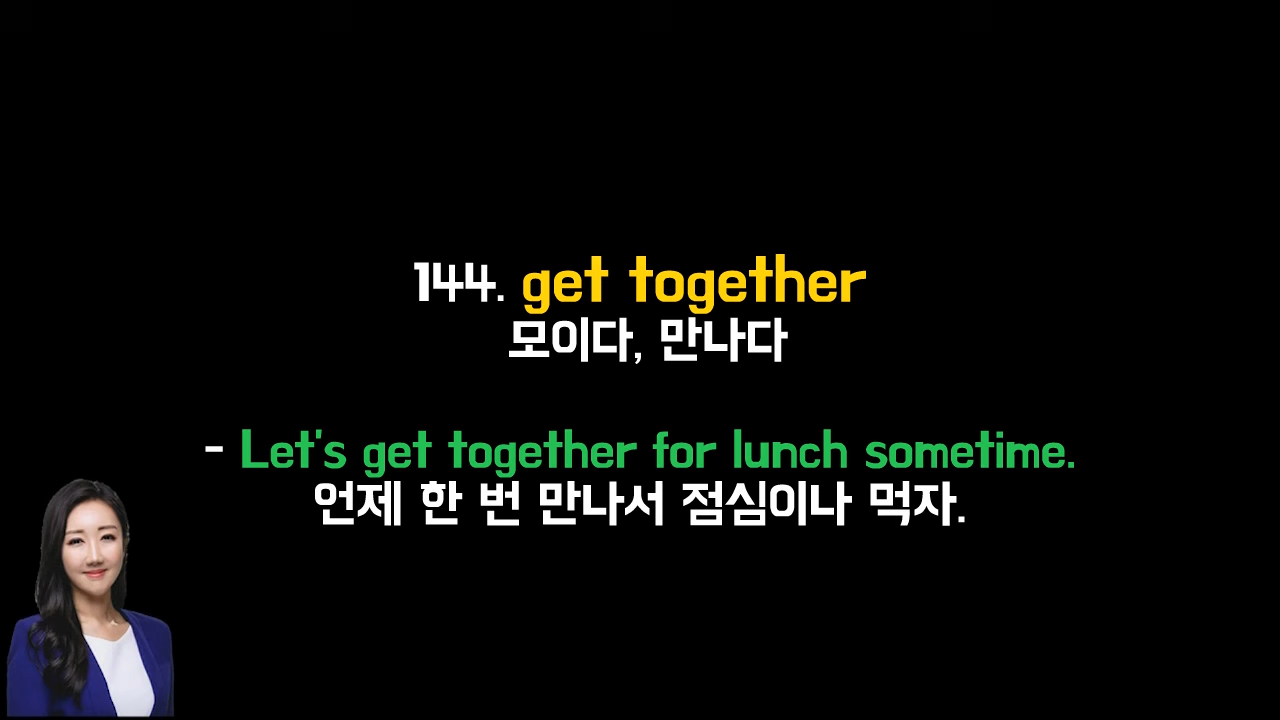 144. get together
모이다, 만나다
- Let's get together for lunch sometime.
언제 한 번 만나서 점심이나 먹자.